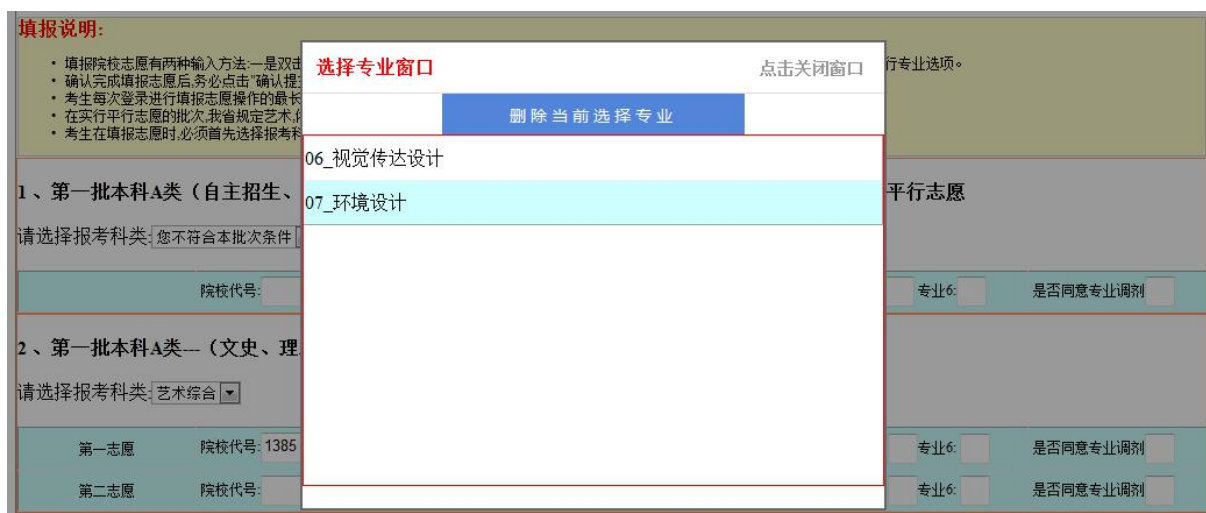 填报说明:
• 填报院校志愿有两种输入方法:一是双击
行专业选项。
• 确认完成填报志愿后,务必点击"确认提
• 考生每次登录进行填报志愿操作的最长
• 在实行平行志愿的批次,我省规定艺术,
• 考生在填报志愿时,必须首先选择报考科
选择专业窗口 点击关闭窗口
删除当前选择专业
06_视觉传达设计
07_环境设计
1、第一批本科A类(自主招生、
平行志愿
请选择报考科类:您不符合本批次条件
院校代号: 专业6: 是否同意专业调剂
2、第一批本科A类---(文史、理
请选择报考科类:艺术综合
第一志愿 院校代号:1385 专业6: 是否同意专业调剂
第二志愿 院校代号: 专业6: 是否同意专业调剂